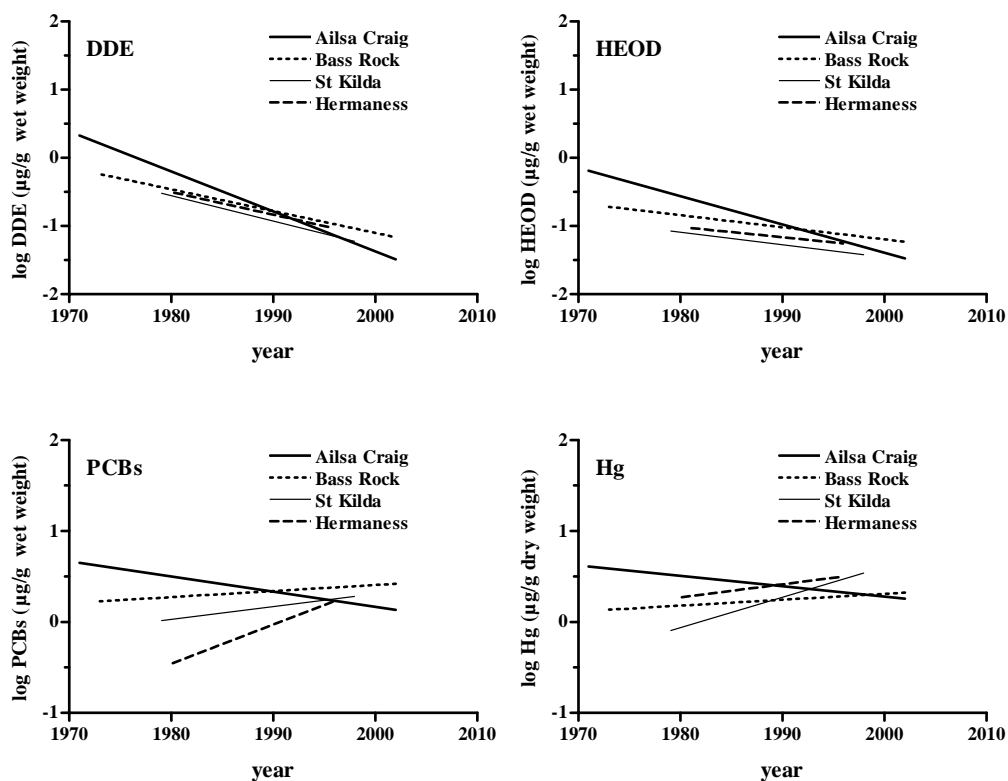 DDE
Ailsa Craig
Bass Rock
St Kilda
Hermaness
2
1
0
-1
-2
log DDE (µg/g wet weight)
1970 1980 1990 2000 2010
year
HEOD
Ailsa Craig
Bass Rock
St Kilda
Hermaness
2
1
0
-1
-2
log HEOD (µg/g wet weight)
1970 1980 1990 2000 2010
year
PCBs
Ailsa Craig
Bass Rock
St Kilda
Hermaness
2
1
0
-1
log PCBs (µg/g wet weight)
1970 1980 1990 2000 2010
year
Hg
Ailsa Craig
Bass Rock
St Kilda
Hermaness
2
1
0
-1
log Hg (µg/g dry weight)
1970 1980 1990 2000 2010
year